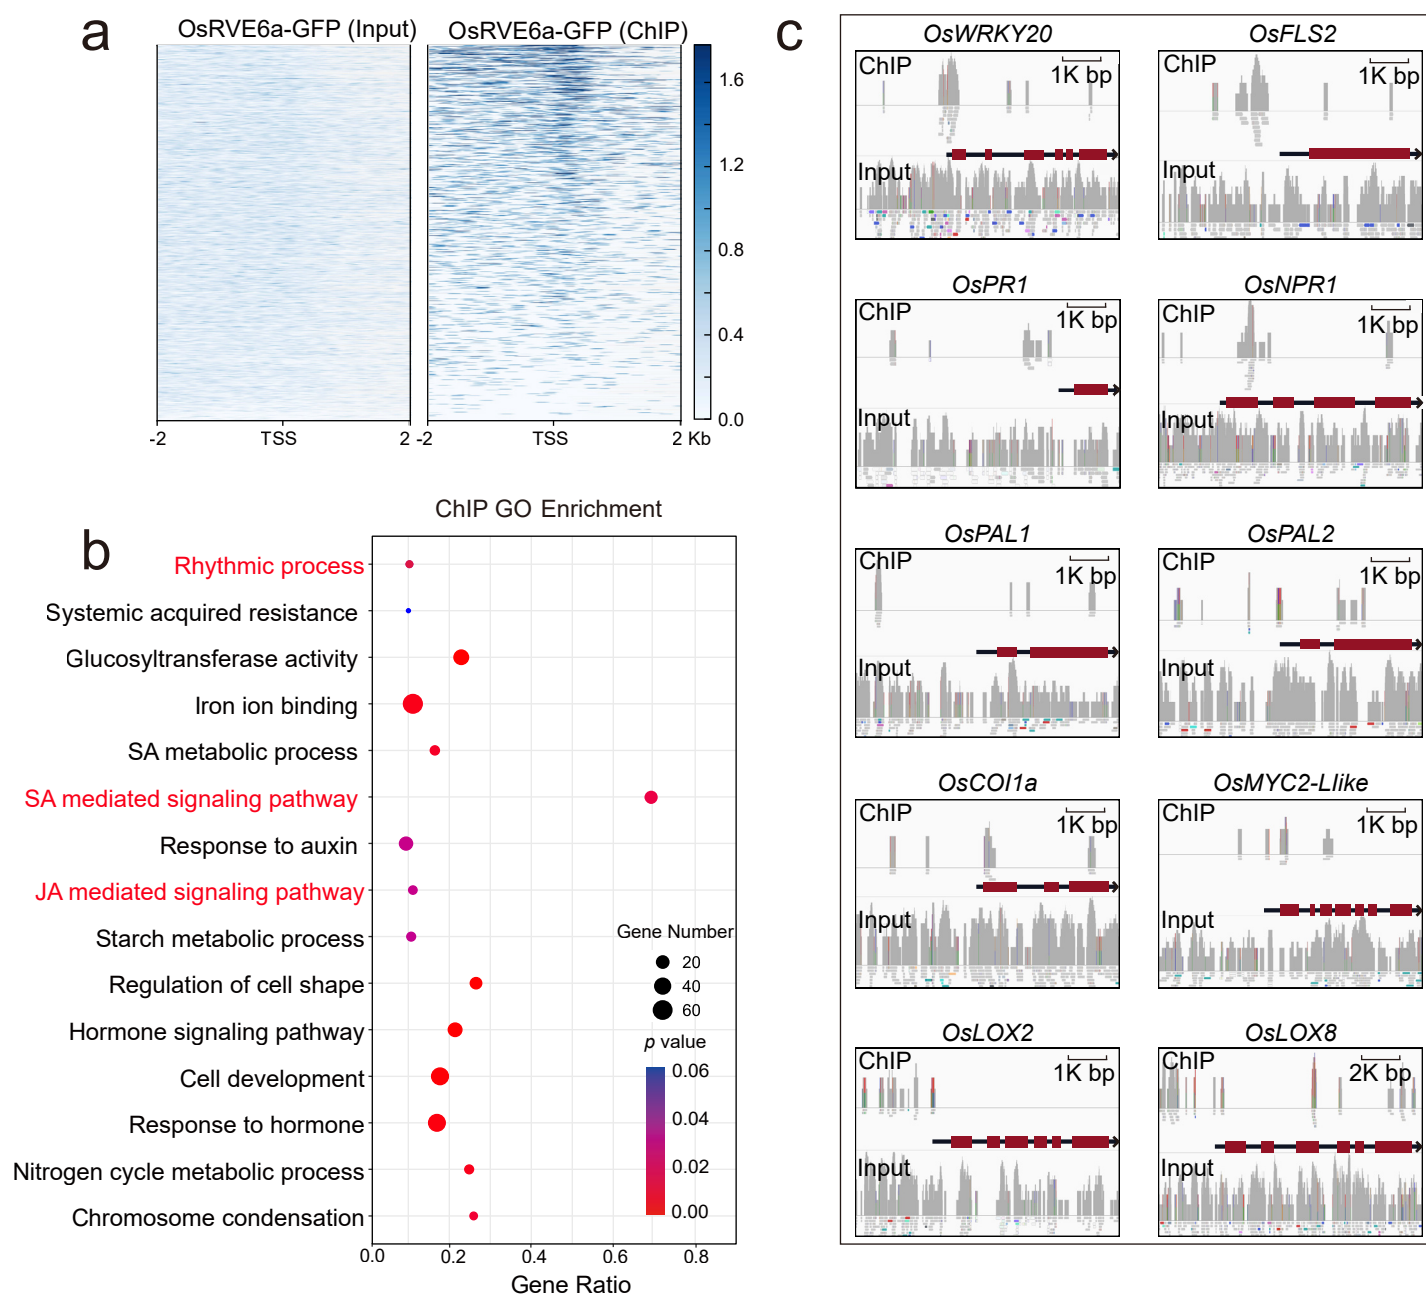 a
OsRVE6a-GFP (Input)
OsRVE6a-GFP (ChIP)
1.6
1.2
0.8
0.4
0.0
-2
TSS
2
-2
TSS
2 Kb
b
ChIP GO Enrichment
Rhythmic process
Systemic acquired resistance
Glucosyltransferase activity
Iron ion binding
SA metabolic process
SA mediated signaling pathway
Response to auxin
JA mediated signaling pathway
Starch metabolic process
Regulation of cell shape
Hormone signaling pathway
Cell development
Response to hormone
Nitrogen cycle metabolic process
Chromosome condensation
Gene Number
20
40
60
p value
0.06
0.04
0.02
0.00
0.0
0.2
0.4
0.6
0.8
Gene Ratio
c
OsWRKY20
ChIP
1K bp
Input
OsFLS2
ChIP
1K bp
Input
OsPR1
ChIP
1K bp
Input
OsNPR1
ChIP
1K bp
Input
OsPAL1
ChIP
1K bp
Input
OsPAL2
ChIP
1K bp
Input
OsCOI1a
ChIP
1K bp
Input
OsMYC2-Llike
ChIP
1K bp
Input
OsLOX2
ChIP
1K bp
Input
OsLOX8
ChIP
2K bp
Input